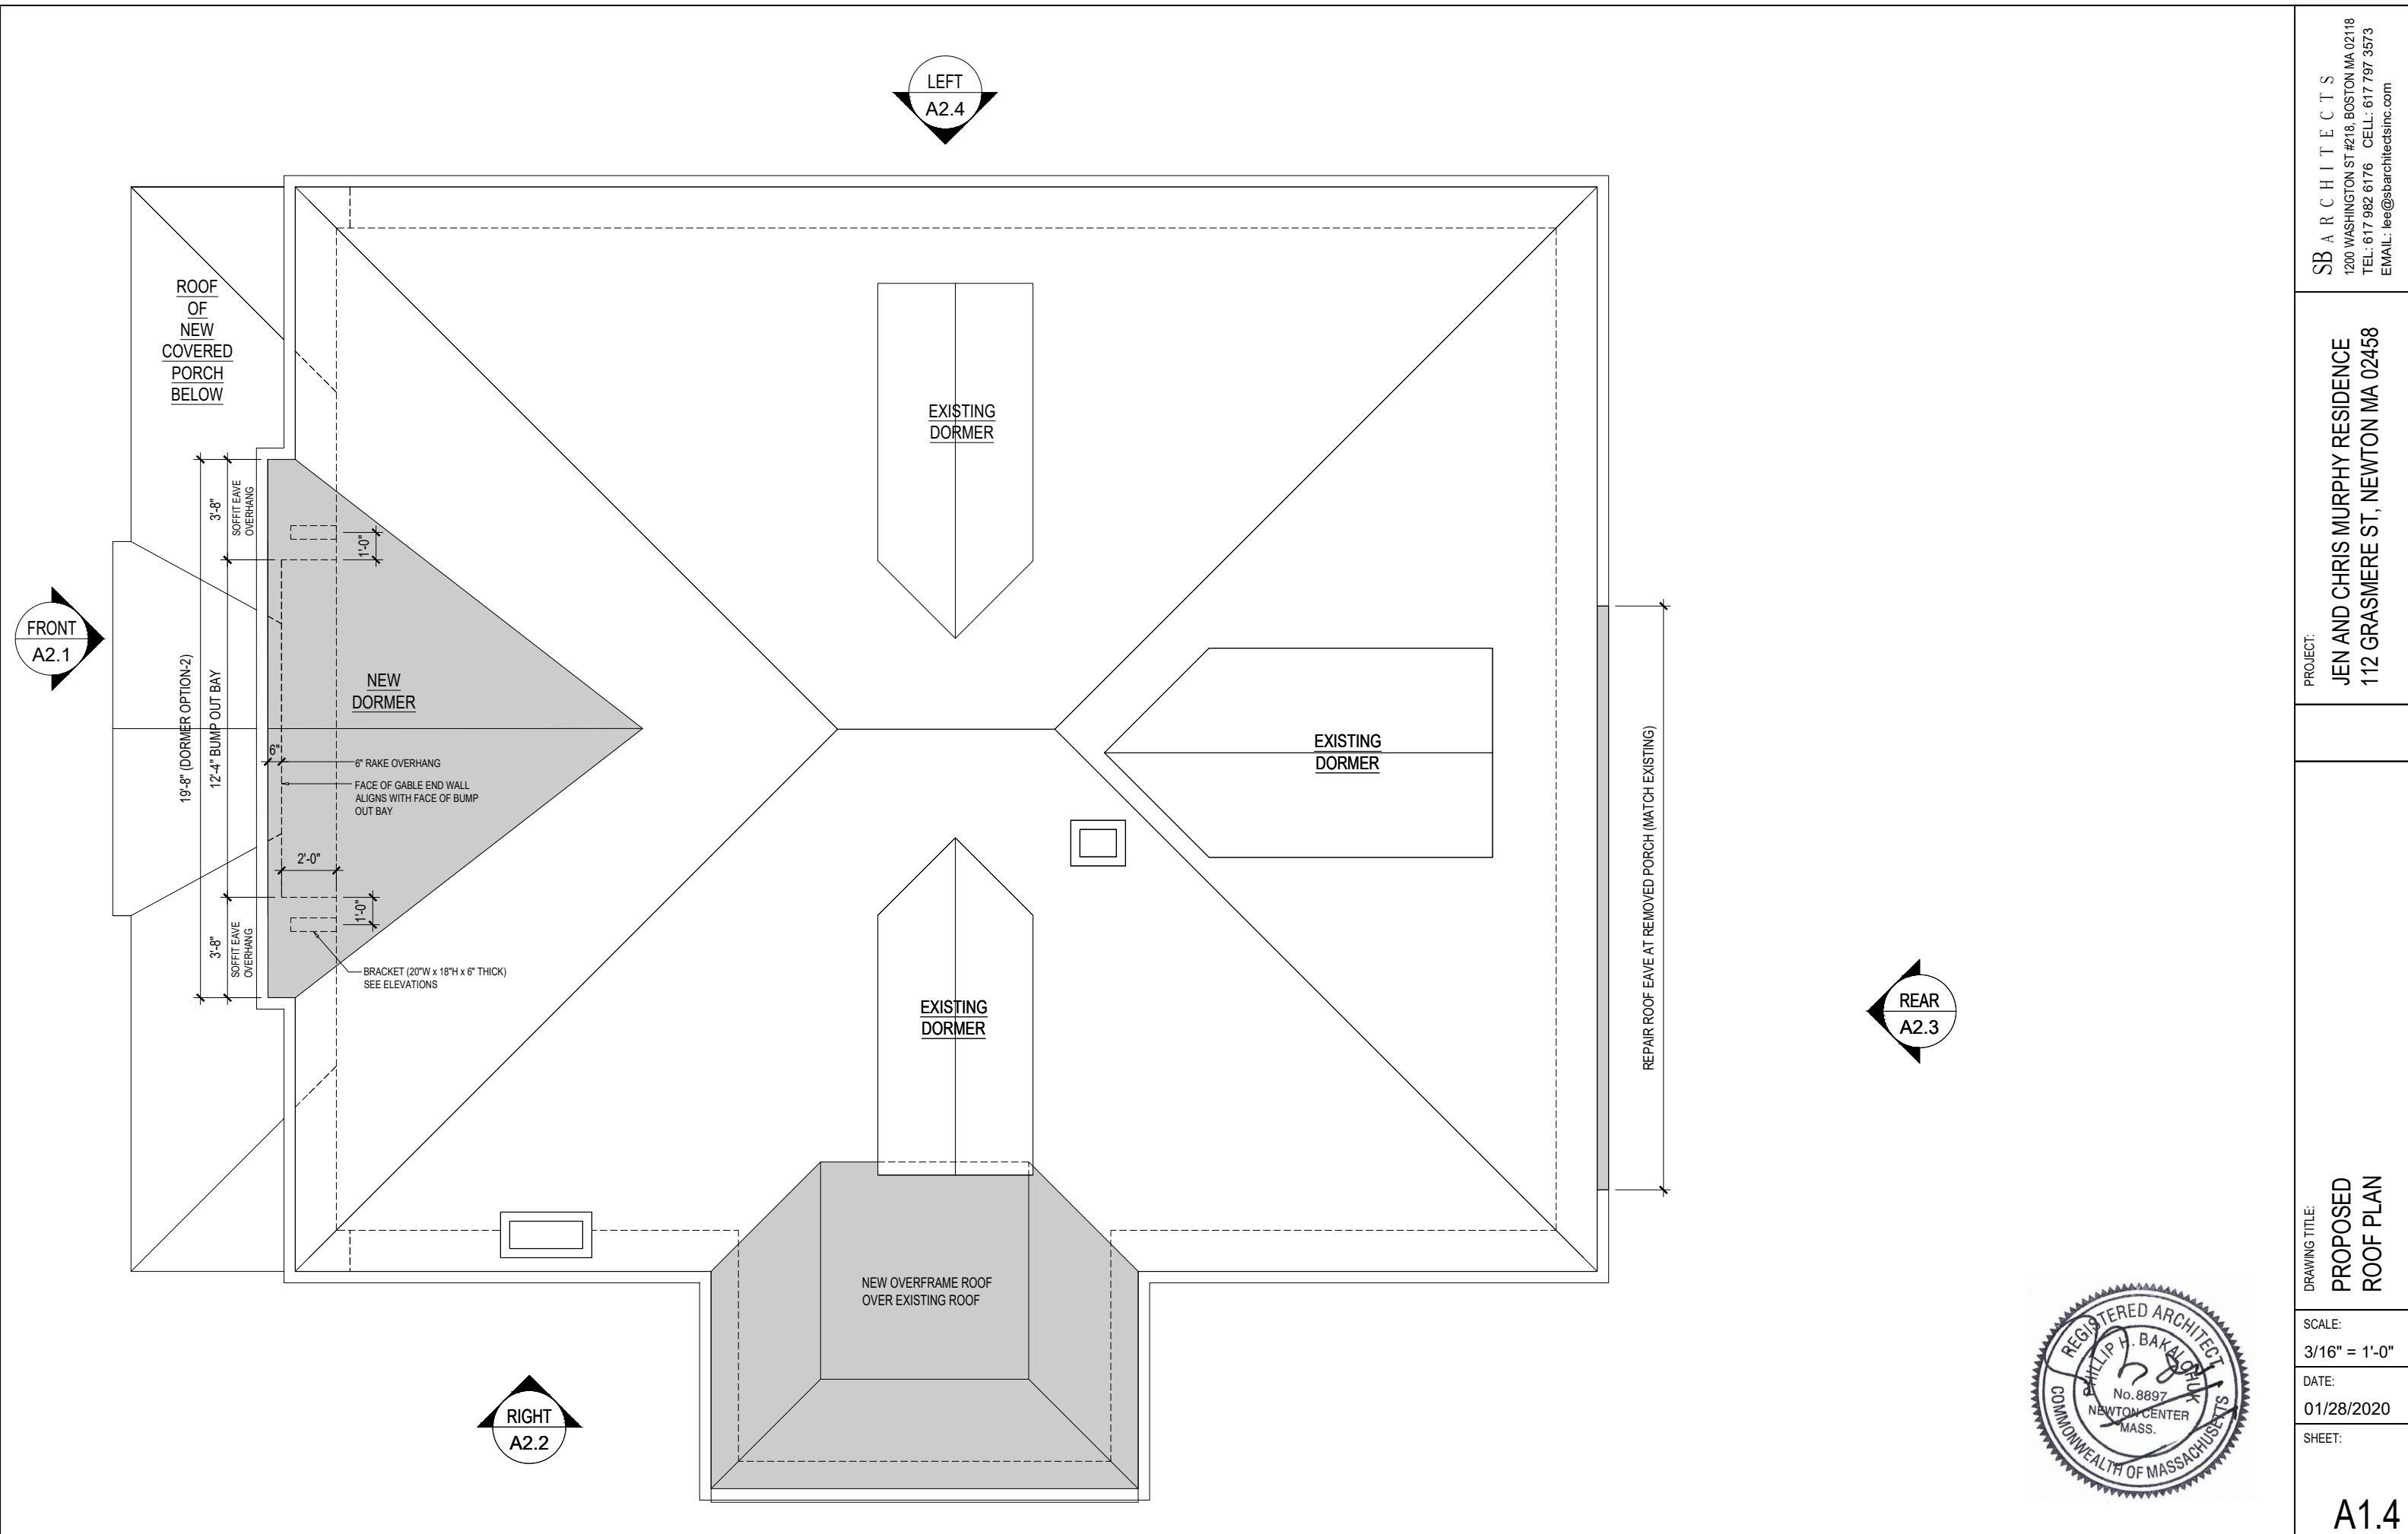 LEFT
A2.4
ROOF
OF
NEW
COVERED
PORCH
BELOW
EXISTING
DORMER
3'-8"
SOFFIT EAVE
OVERHANG
1'-0"
FRONT
A2.1
19'-8" (DORMER OPTION-2)
12'-4" BUMP OUT BAY
NEW
DORMER
6"
6" RAKE OVERHANG
FACE OF GABLE END WALL
ALIGNS WITH FACE OF BUMP
OUT BAY
2'-0"
1'-0"
3'-8"
SOFFIT EAVE
OVERHANG
BRACKET (20"W x 18"H x 6" THICK)
SEE ELEVATIONS
EXISTING
DORMER
EXISTING
DORMER
REPAIR ROOF EAVE AT REMOVED PORCH (MATCH EXISTING)
REAR
A2.3
NEW OVERFRAME ROOF
OVER EXISTING ROOF
RIGHT
A2.2
REGISTERED ARCHITECT
PHILLIP H. BAKALCHUK
No. 8897
NEWTON CENTER
MASS.
COMMONWEALTH OF MASSACHUSETTS
SB ARCHITECTS
1200 WASHINGTON ST #218, BOSTON MA 02118
TEL: 617 982 6176 CELL: 617 797 3573
EMAIL: lee@sbarchitectsinc.com
PROJECT:
JEN AND CHRIS MURPHY RESIDENCE
112 GRASMERE ST, NEWTON MA 02458
DRAWING TITLE:
PROPOSED
ROOF PLAN
SCALE:
3/16" = 1'-0"
DATE:
01/28/2020
SHEET:
A1.4